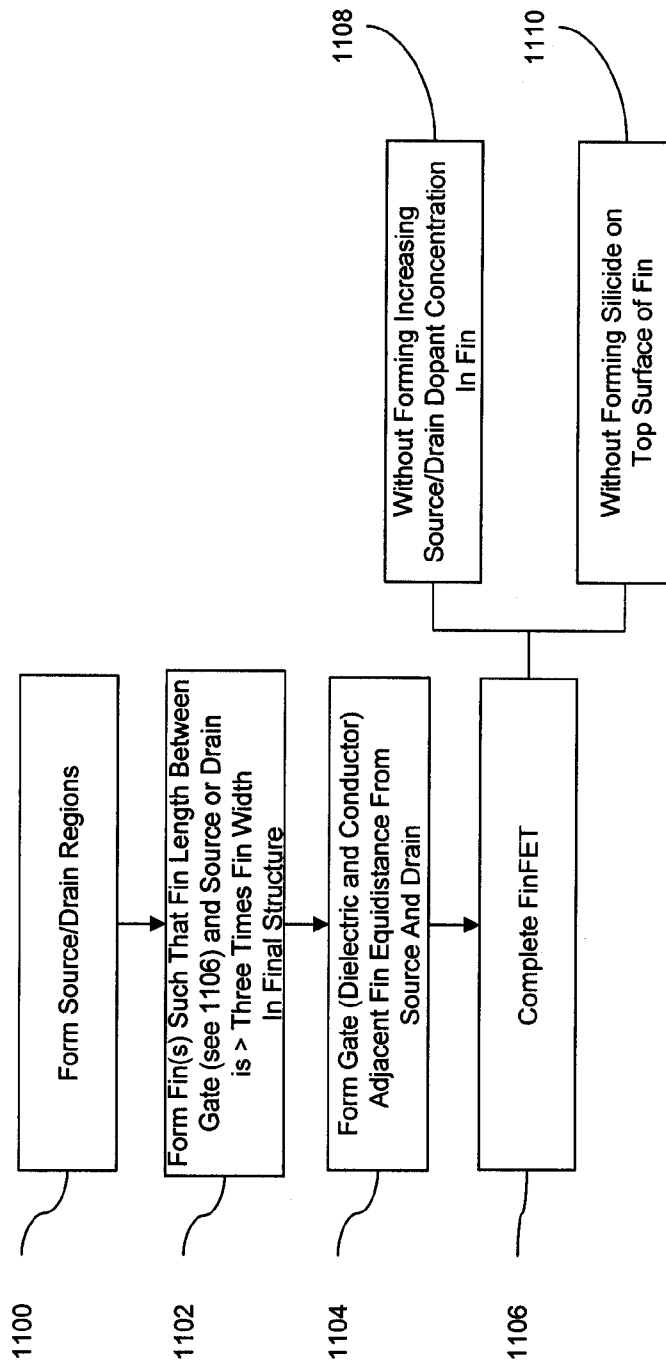 1100
Form Source/Drain Regions
1102
Form Fin(s) Such That Fin Length Between
Gate (see 1106) and Source or Drain
is > Three Times Fin Width
In Final Structure
1104
Form Gate (Dielectric and Conductor)
Adjacent Fin Equidistance From
Source And Drain
1106
Complete FinFET
Without Forming Increasing
Source/Drain Dopant Concentration
In Fin
1108
Without Forming Silicide on
Top Surface of Fin
1110